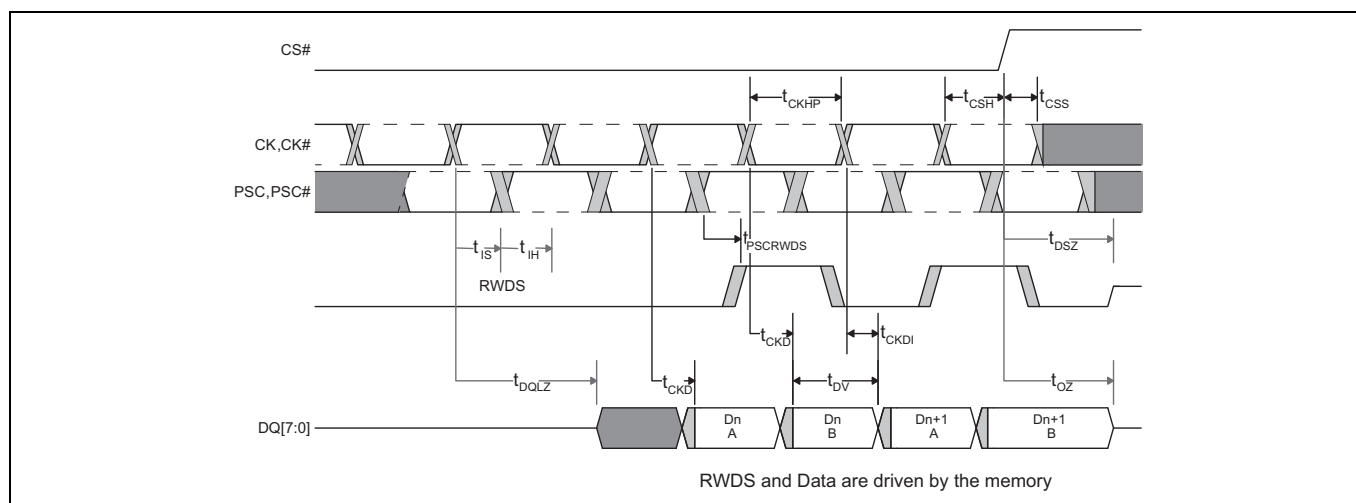 CS#
tCKHP
tCSH
tCSS
CK,CK#
PSC,PSC#
tIS
tIH
tPSCRWDS
tDSZ
RWDS
tCKD
tCKDI
tDQLZ
tCKD
tDV
tOZ
DQ[7:0]
Dn
A
Dn
B
Dn+1
A
Dn+1
B
RWDS and Data are driven by the memory